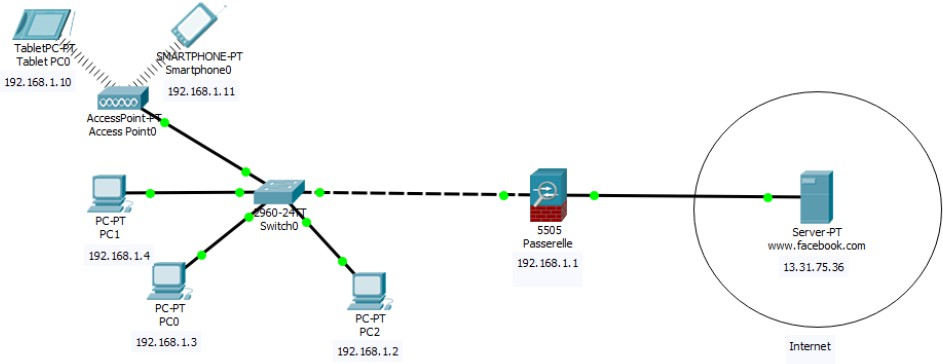 TabletPC-PT
Tablet PC0
192.168.1.10
SMARTPHONE-PT
Smartphone0
192.168.1.11
AccessPoint-PT
Access Point0
PC-PT
PC1
192.168.1.4
2960-24TT
Switch0
PC-PT
PC0
192.168.1.3
PC-PT
PC2
192.168.1.2
5505
Passerelle
192.168.1.1
Server-PT
www.facebook.com
13.31.75.36
Internet